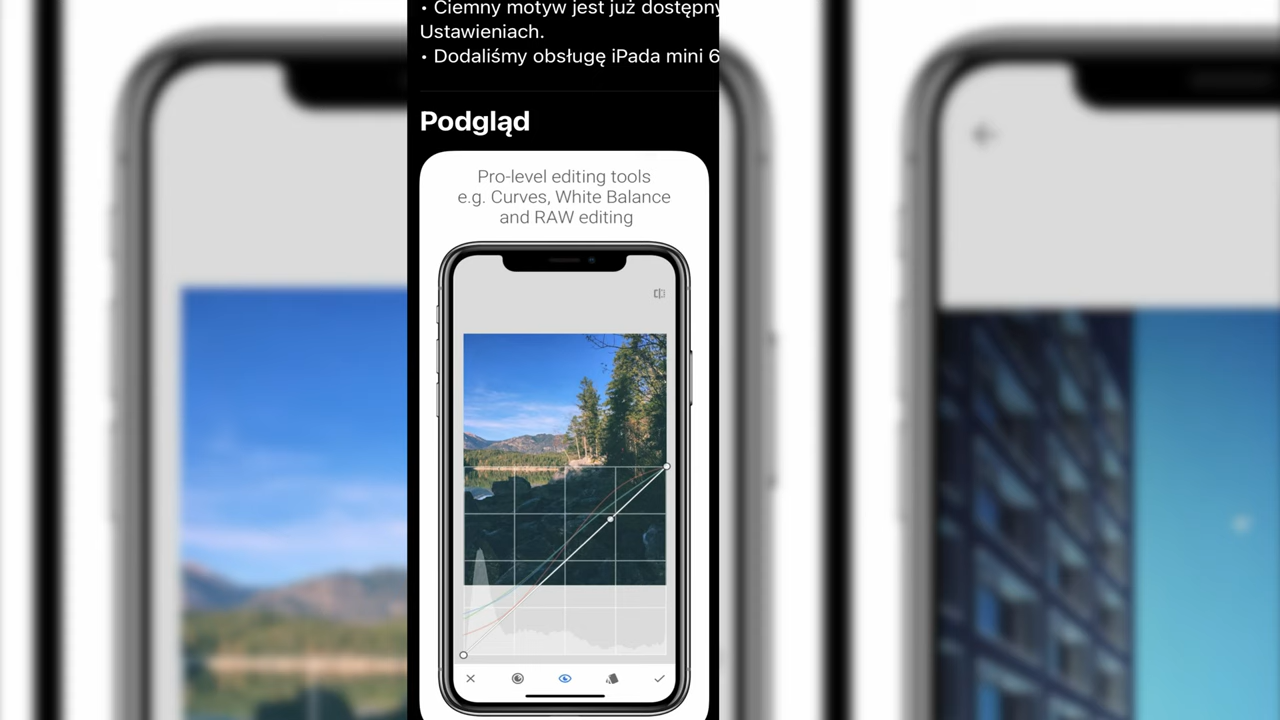 • Ciemny motyw jest już dostępny
Ustawieniach.
• Dodaliśmy obsługę iPada mini 6
Podgląd
Pro-level editing tools
e.g. Curves, White Balance
and RAW editing